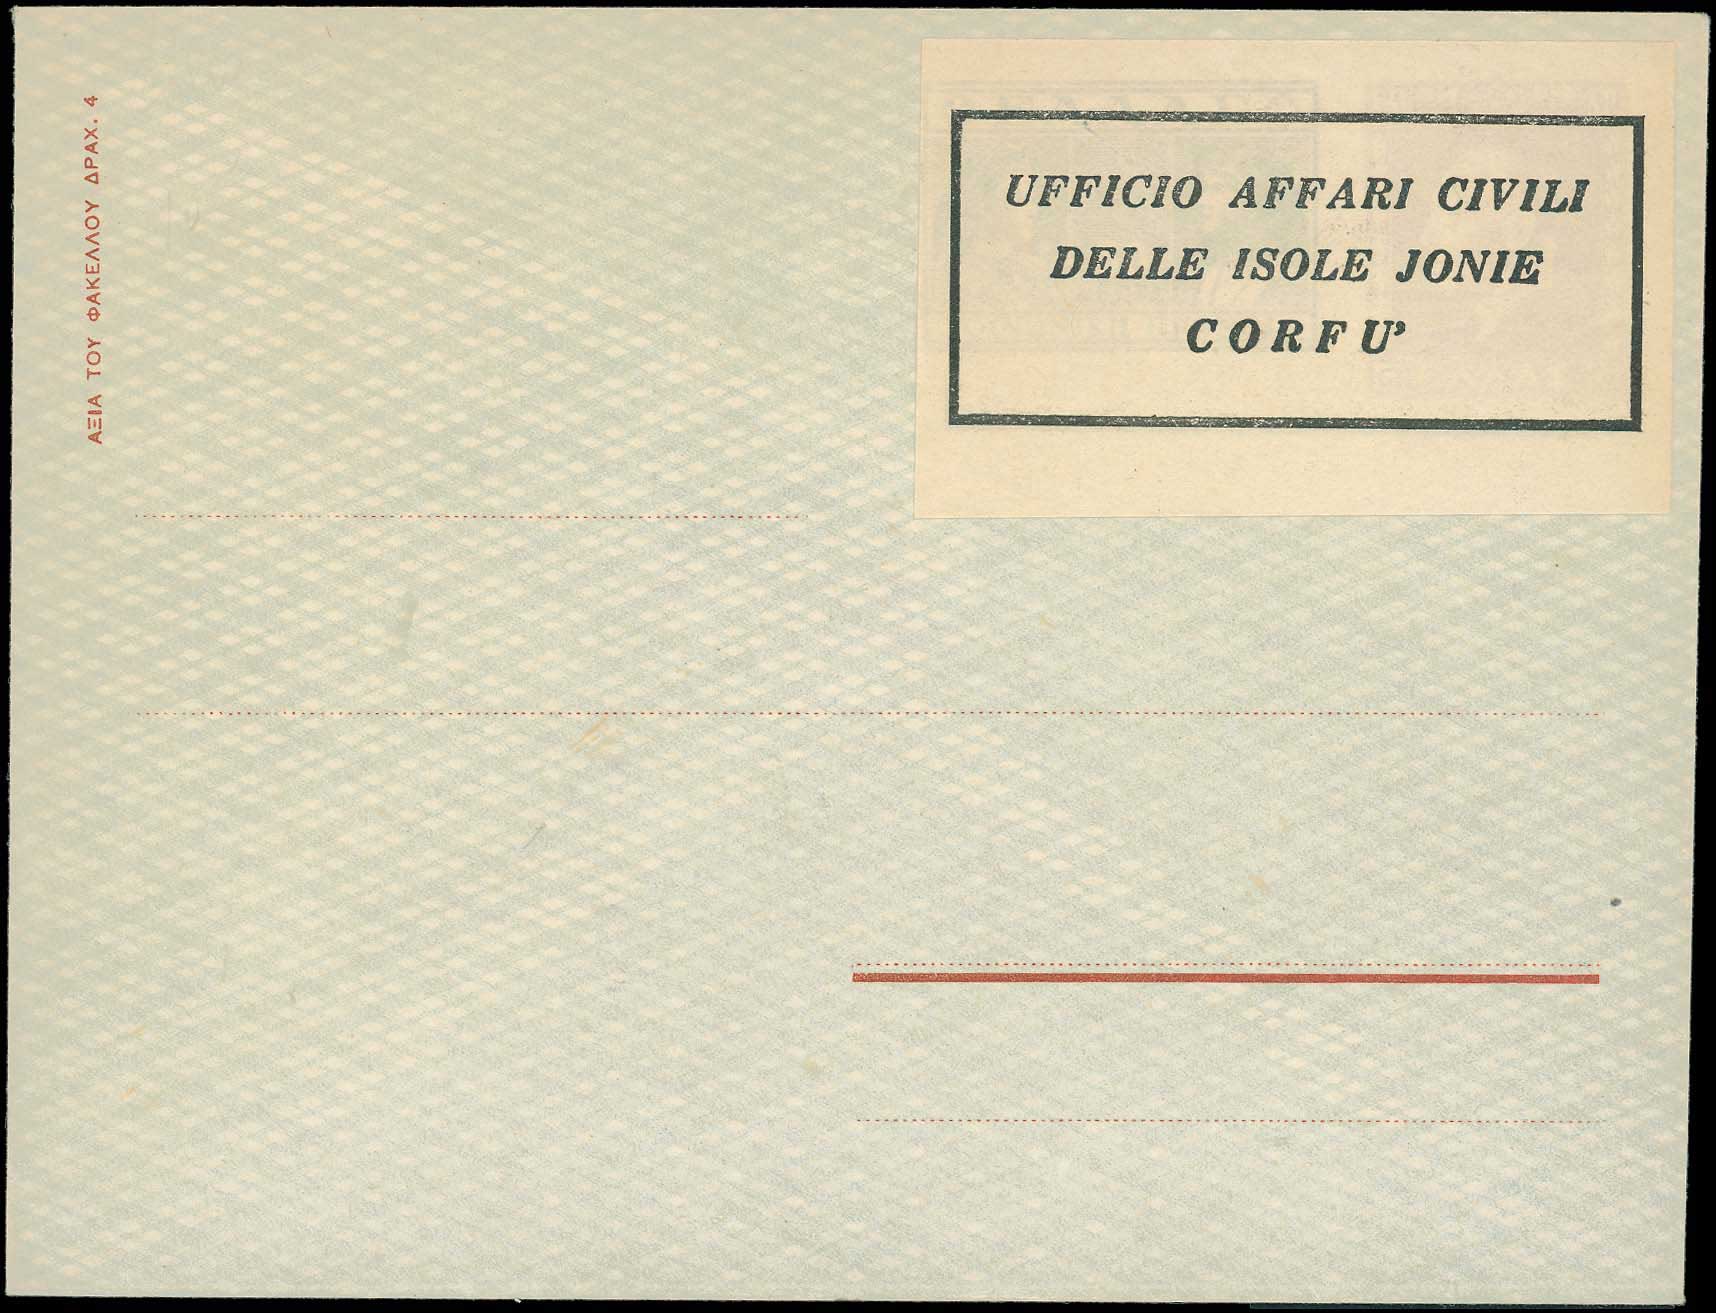 ΑΞΙΑ ΤΟΥ ΦΑΚΕΛΛΟΥ ΔΡΑΧ. 4
UFFICIO AFFARI CIVILI
DELLE ISOLE JONIE
CORFU'